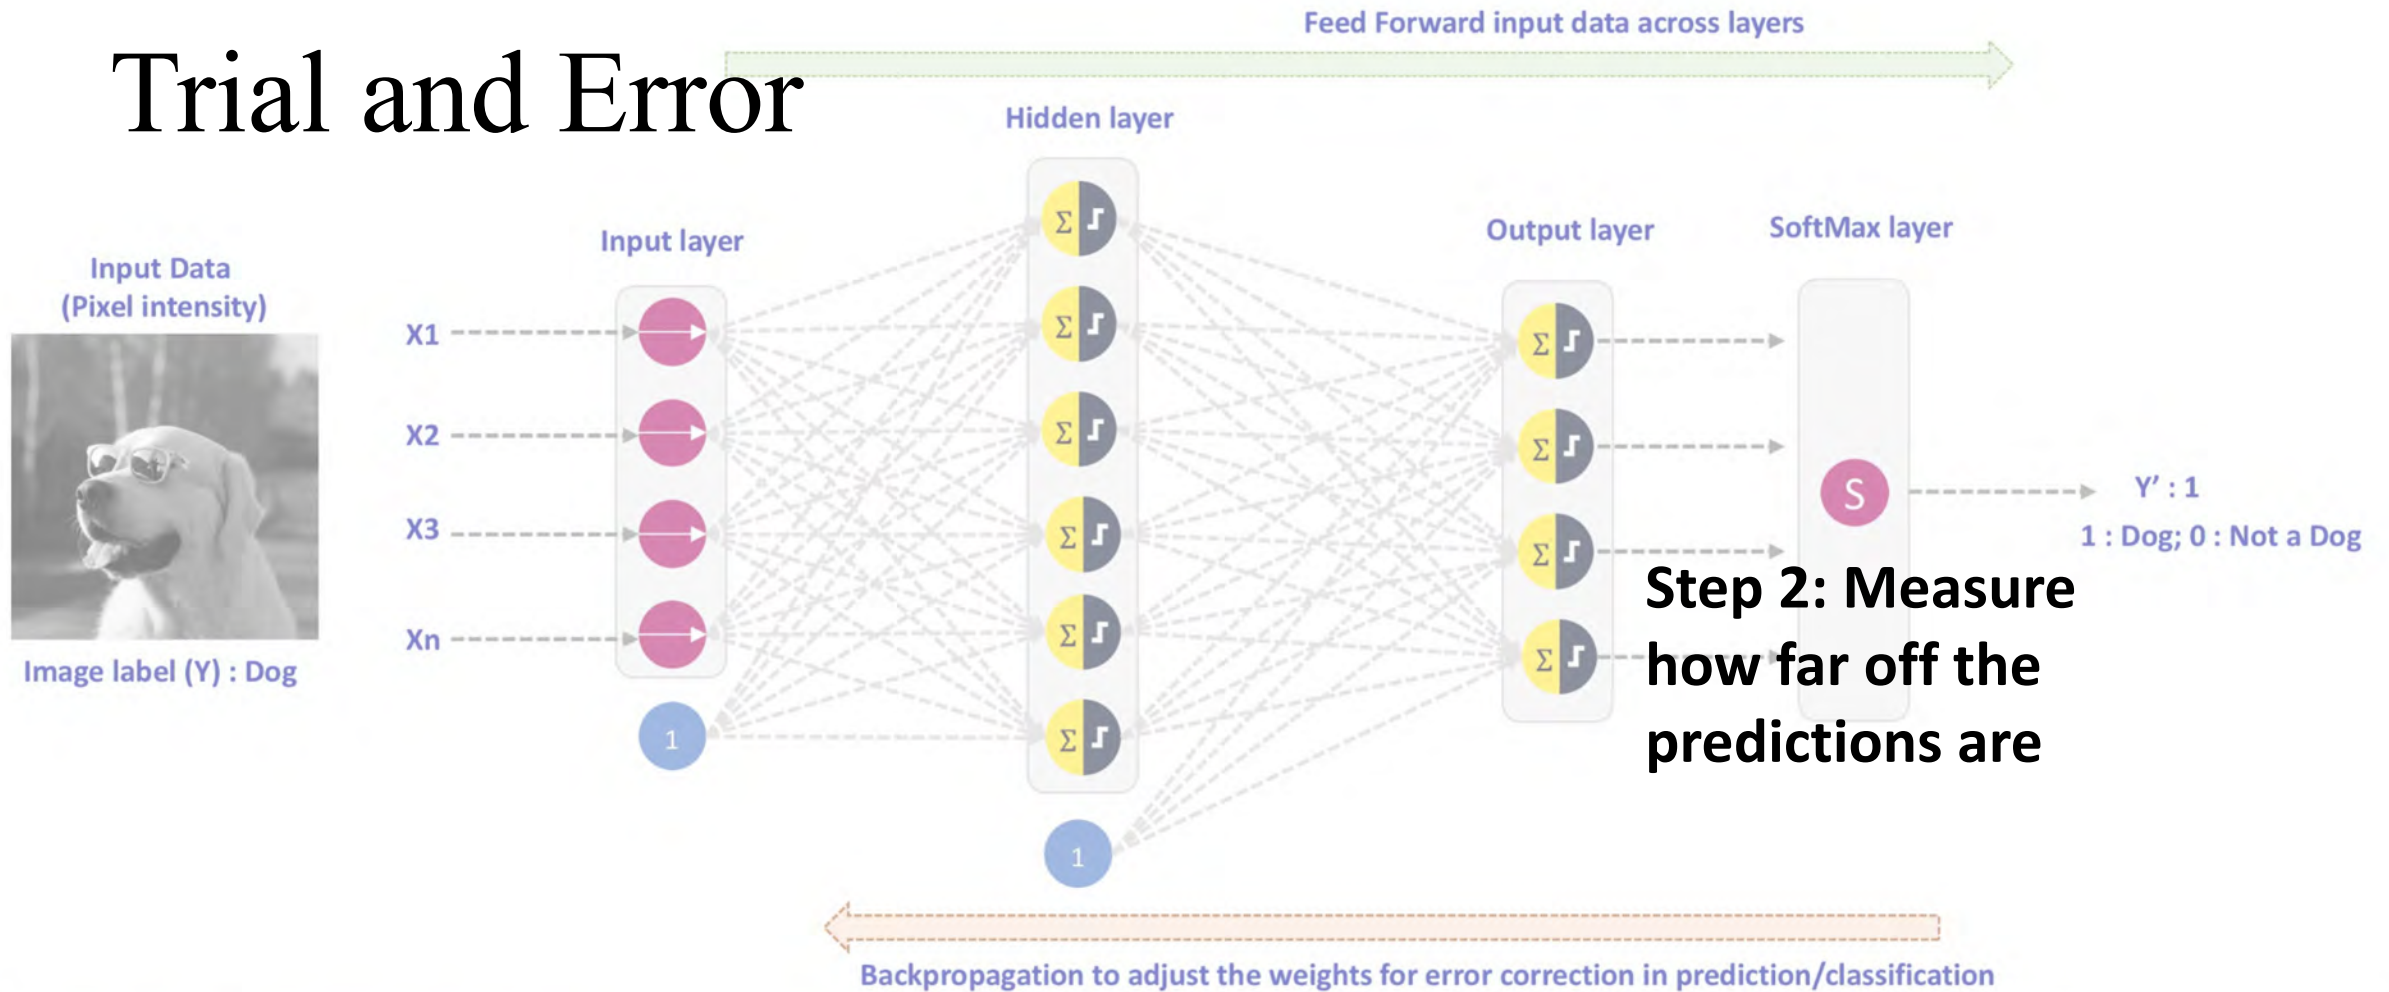 Feed Forward input data across layers
Trial and Error
Hidden layer
Input layer
Output layer
SoftMax layer
Input Data
(Pixel intensity)
X1
X2
X3
Xn
Image label (Y) : Dog
1
1
Σ
Σ
Σ
Σ
Σ
Σ
Σ
Σ
Σ
Σ
S
Y’ : 1
1 : Dog; 0 : Not a Dog
Step 2: Measure
how far off the
predictions are
Backpropagation to adjust the weights for error correction in prediction/classification